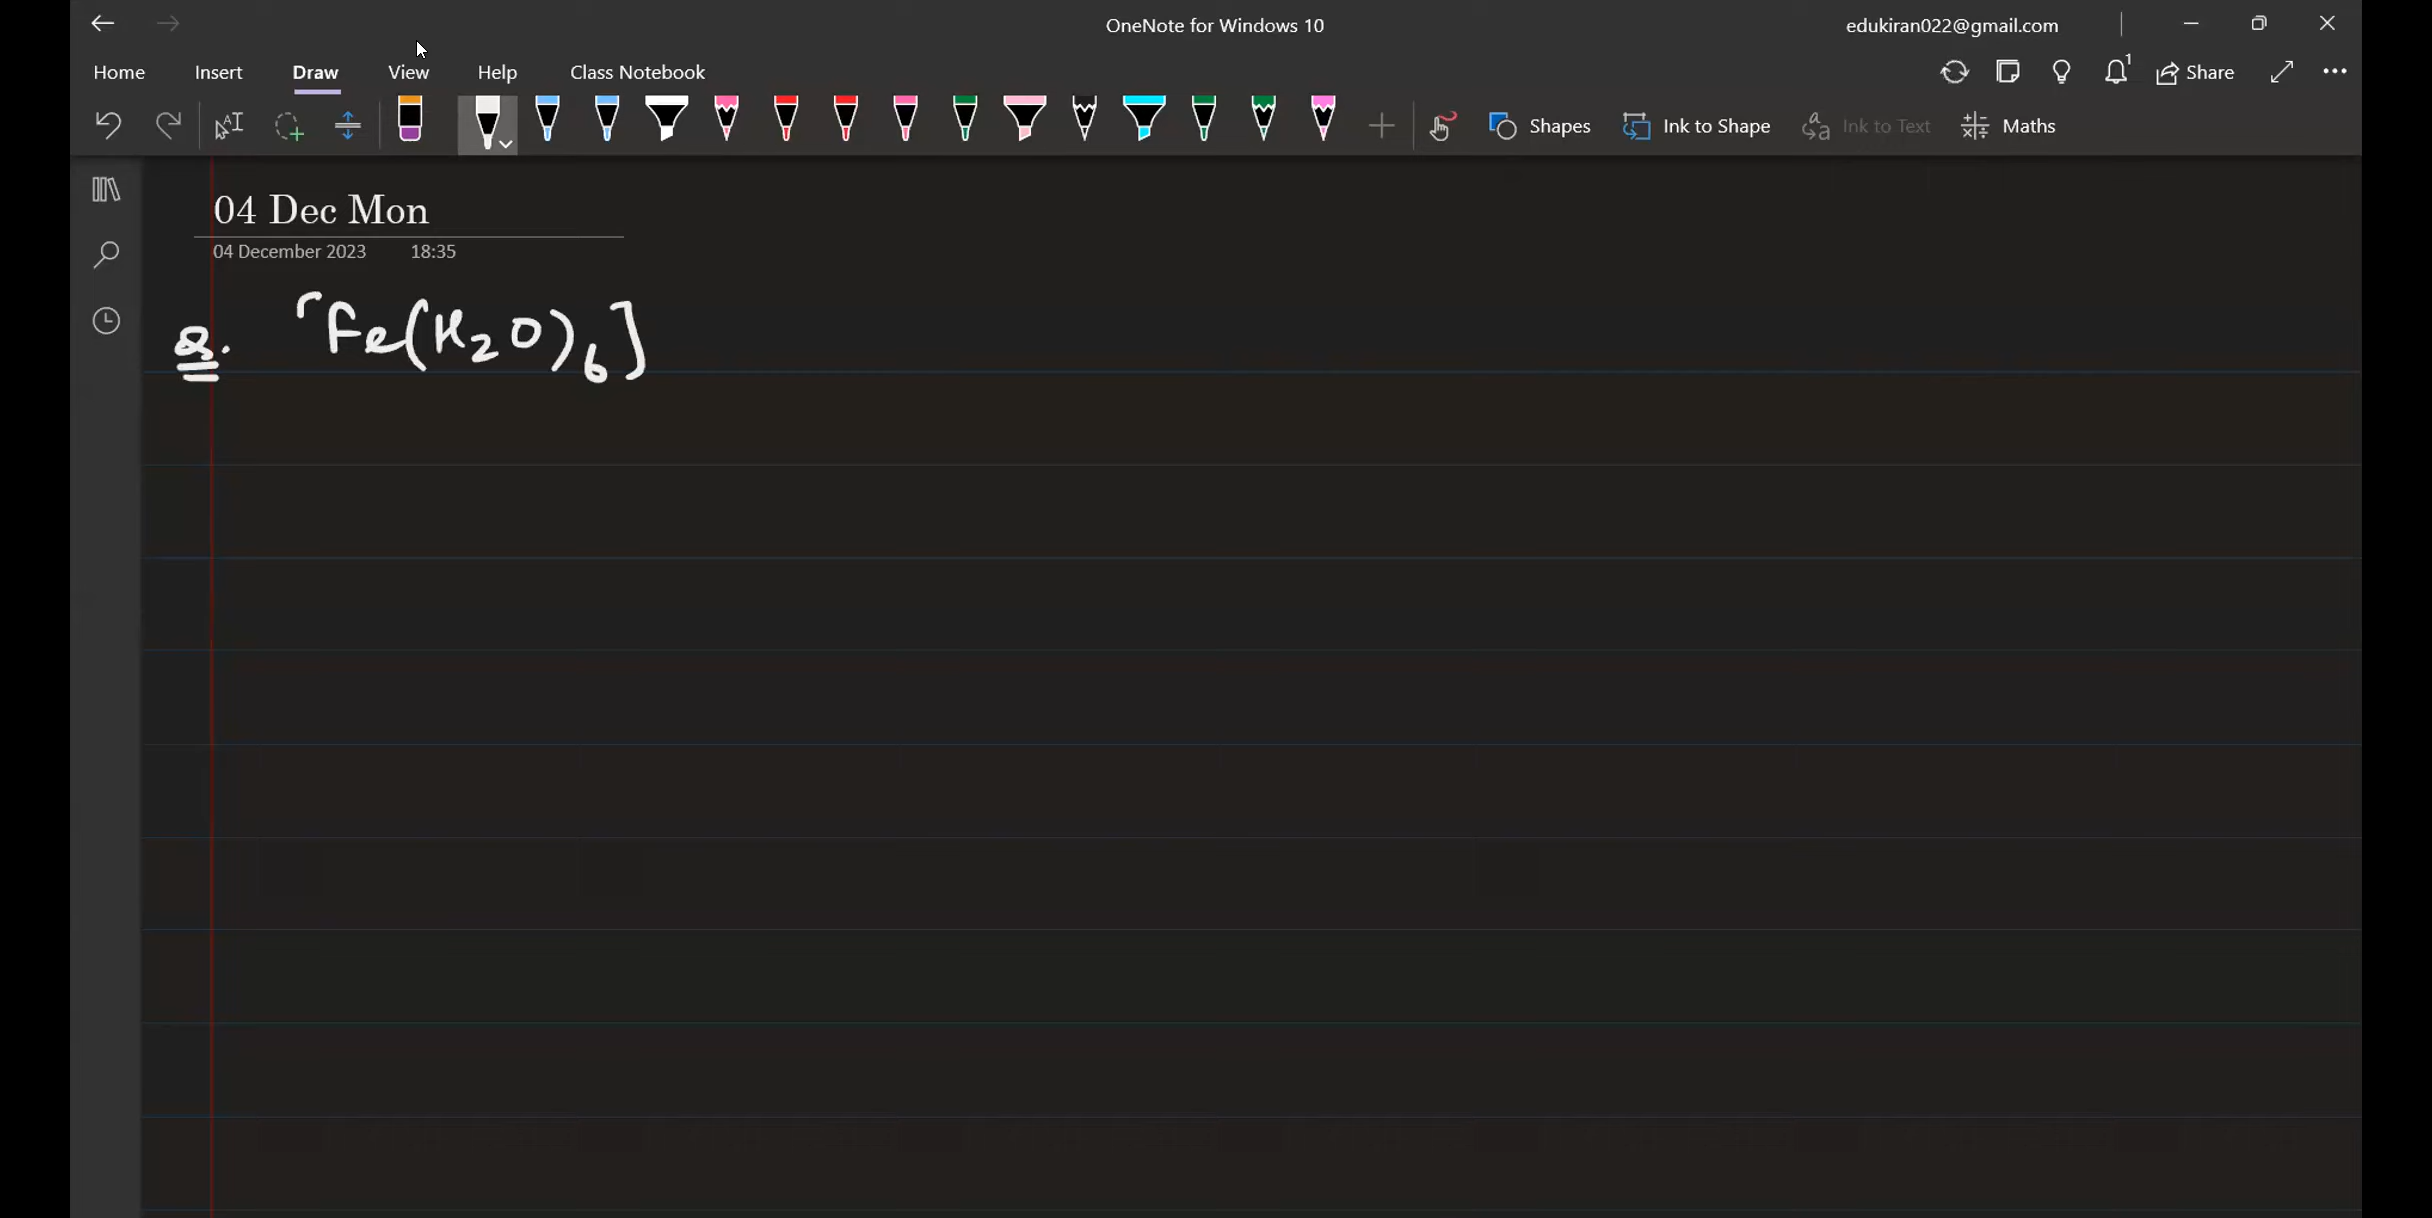 OneNote for Windows 10
edukiran022@gmail.com
Home Insert Draw View Help Class Notebook
1
Share
Shapes Ink to Shape Ink to Text Maths
04 Dec Mon
04 December 2023 18:35
Q. [Fe(H₂O)₆]